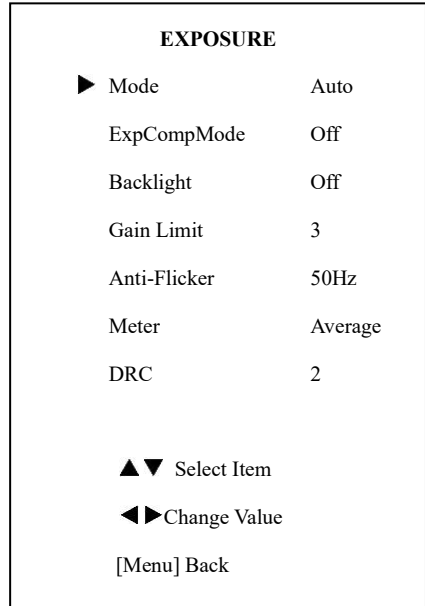 EXPOSURE
▶ Mode Auto
ExpCompMode Off
Backlight Off
Gain Limit 3
Anti-Flicker 50Hz
Meter Average
DRC 2
▲▼ Select Item
◀▶Change Value
[Menu] Back